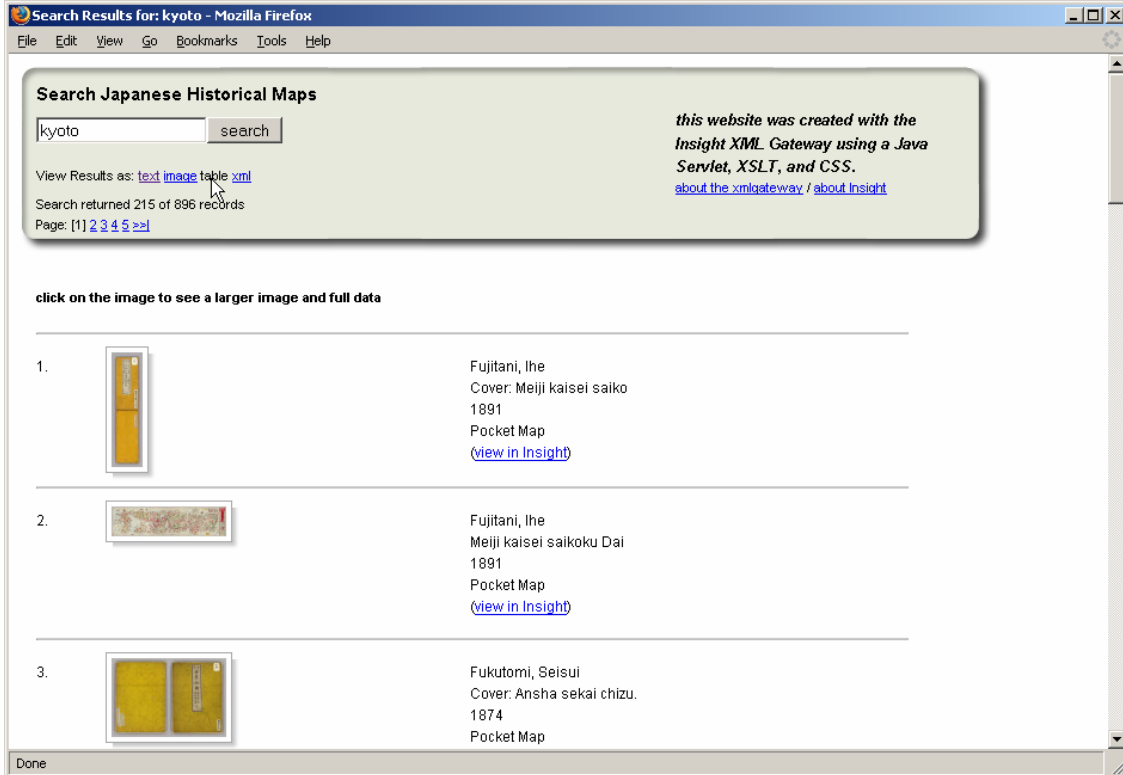 Search Results for: kyoto - Mozilla Firefox
File Edit View Go Bookmarks Tools Help
Search Japanese Historical Maps
kyoto search
this website was created with the
Insight XML Gateway using a Java
Servlet, XSLT, and CSS.
about the xmlgateway / about Insight
View Results as: text image table xml
Search returned 215 of 896 records
Page: [1] 2 3 4 5 >>|
click on the image to see a larger image and full data
1.
Fujitani, Ihe
Cover: Meiji kaisei saiko
1891
Pocket Map
(view in Insight)
2.
Fujitani, Ihe
Meiji kaisei saikoku Dai
1891
Pocket Map
(view in Insight)
3.
Fukutomi, Seisui
Cover: Ansha sekai chizu.
1874
Pocket Map
Done